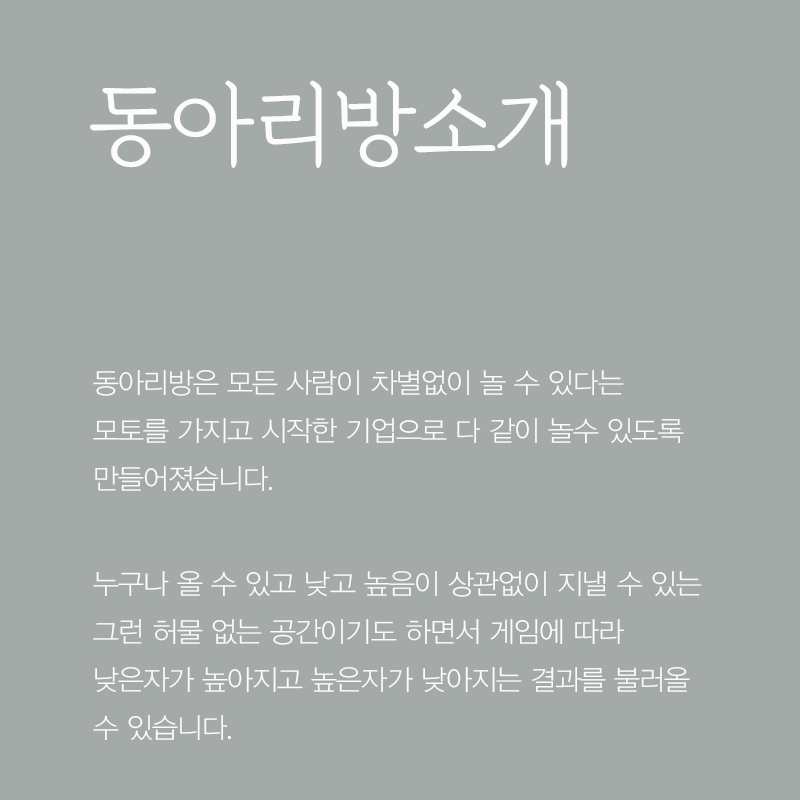 동아리방소개
동아리방은 모든 사람이 차별없이 놀 수 있다는
모토를 가지고 시작한 기업으로 다 같이 놀수 있도록
만들어졌습니다.
누구나 올 수 있고 낮고 높음이 상관없이 지낼 수 있는
그런 허물 없는 공간이기도 하면서 게임에 따라
낮은자가 높아지고 높은자가 낮아지는 결과를 불러올
수 있습니다.